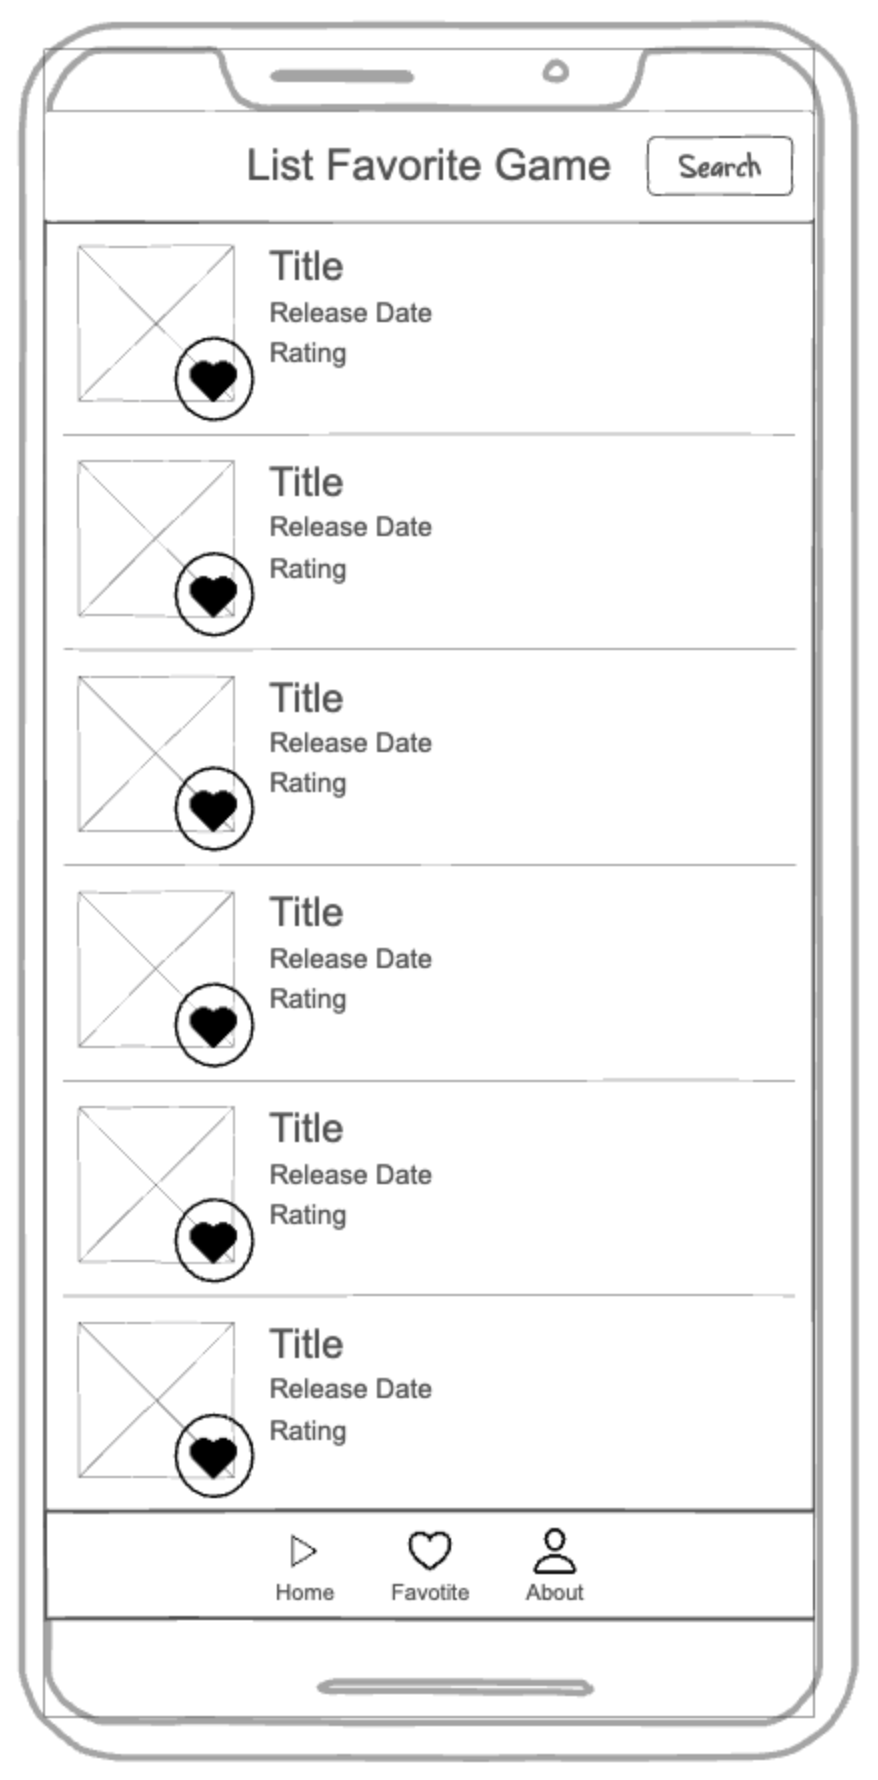 List Favorite Game
Search
Title
Release Date
Rating
Title
Release Date
Rating
Title
Release Date
Rating
Title
Release Date
Rating
Title
Release Date
Rating
Title
Release Date
Rating
Home
Favotite
About